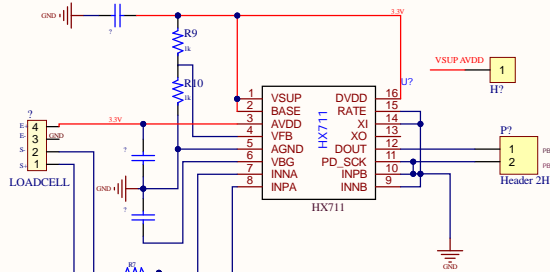 GND
?
3.3V
R9
1k
R10
1k
U?
VSUP AVDD
1
H?
1 VSUP DVDD 16
2 BASE RATE 15
3 AVDD XI 14
4 VFB XO 13
5 AGND DOUT 12
6 VBG PD_SCK 11
7 INNA INPB 10
8 INPA INNB 9
HX711
HX711
?
E+ 4
E- 3 GND
S- 2
S+ 1
LOADCELL
3.3V
?
GND
?
P?
1 PB
2 PB
Header 2H
GND
R?